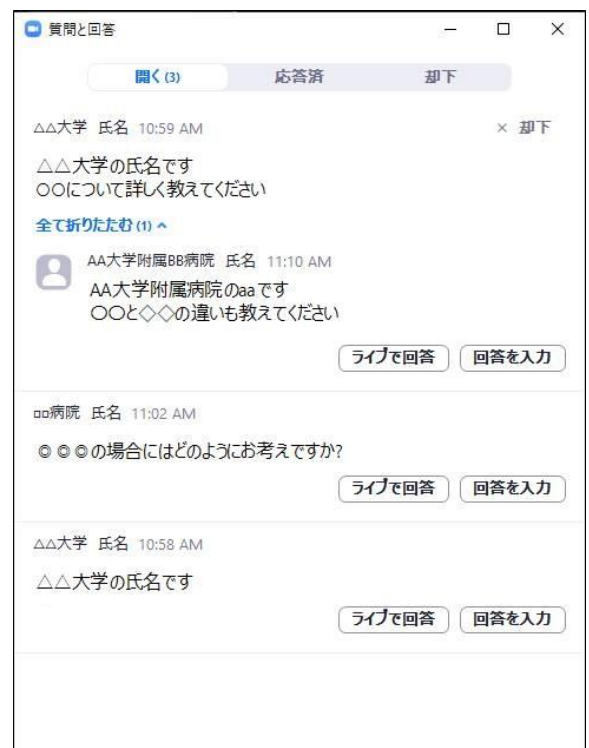 質問と回答
開く (3) 応答済 却下
△△大学 氏名 10:59 AM × 却下
△△大学の氏名です
〇〇について詳しく教えてください
全て折りたたむ (1)
AA大学附属BB病院 氏名 11:10 AM
AA大学附属病院のaaです
〇〇と◇◇の違いも教えてください
ライブで回答 回答を入力
□□病院 氏名 11:02 AM
◎◎◎の場合にはどのようにお考えですか?
ライブで回答 回答を入力
△△大学 氏名 10:58 AM
△△大学の氏名です
ライブで回答 回答を入力